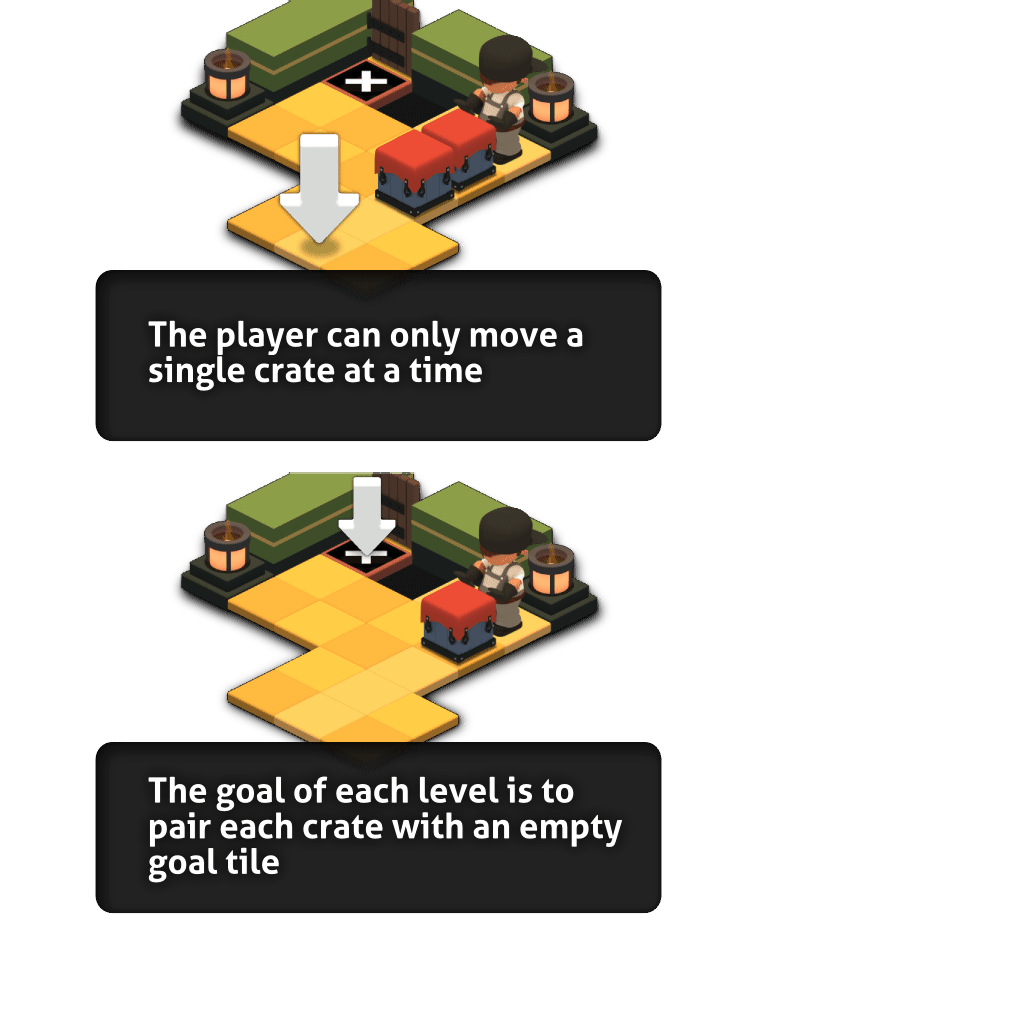 The player can only move a
single crate at a time
The goal of each level is to
pair each crate with an empty
goal tile